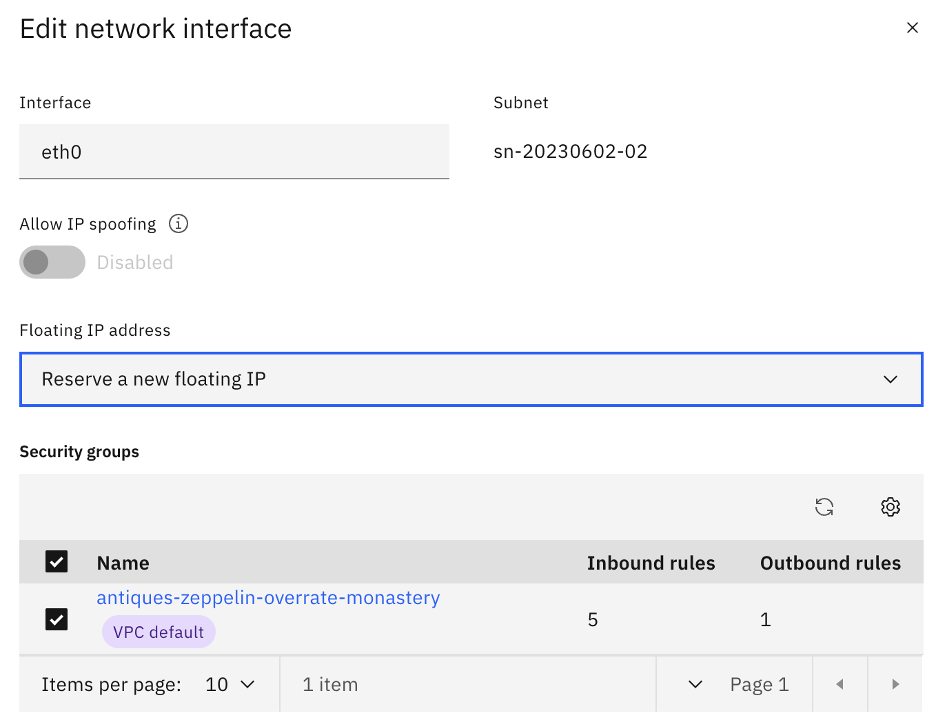 Edit network interface
Interface
Subnet
eth0
sn-20230602-02
Allow IP spoofing
Disabled
Floating IP address
Reserve a new floating IP
Security groups
Name
Inbound rules
Outbound rules
antiques-zeppelin-overrate-monastery
VPC default
5
1
Items per page: 10
1 item
Page 1